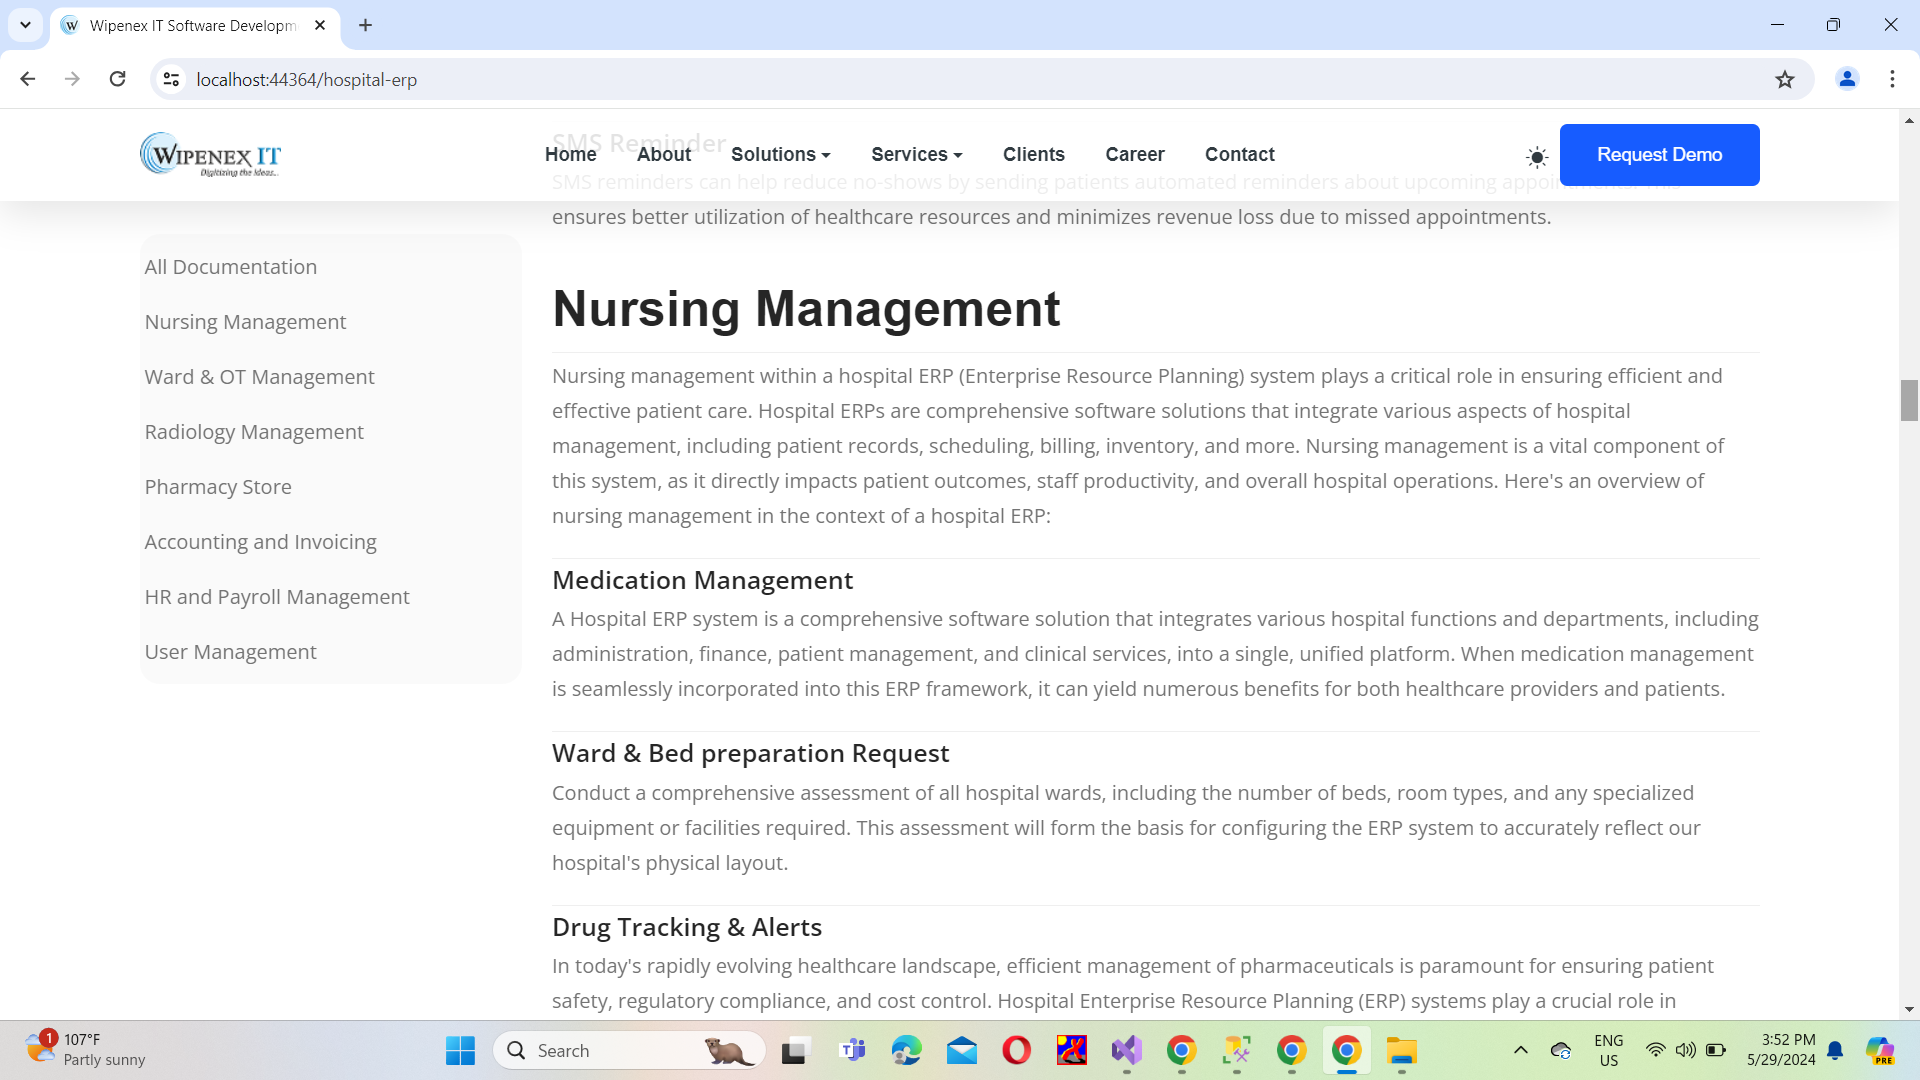 Wipenex IT Software Developm
localhost:44364/hospital-erp
WIPENEX IT
Digitizing the Ideas...
Home
About
Solutions
Services
Clients
Career
Contact
Request Demo
SMS Reminder
SMS reminders can help reduce no-shows by sending patients automated reminders about upcoming appointments. This
ensures better utilization of healthcare resources and minimizes revenue loss due to missed appointments.
All Documentation
Nursing Management
Ward & OT Management
Radiology Management
Pharmacy Store
Accounting and Invoicing
HR and Payroll Management
User Management
Nursing Management
Nursing management within a hospital ERP (Enterprise Resource Planning) system plays a critical role in ensuring efficient and
effective patient care. Hospital ERPs are comprehensive software solutions that integrate various aspects of hospital
management, including patient records, scheduling, billing, inventory, and more. Nursing management is a vital component of
this system, as it directly impacts patient outcomes, staff productivity, and overall hospital operations. Here's an overview of
nursing management in the context of a hospital ERP:
Medication Management
A Hospital ERP system is a comprehensive software solution that integrates various hospital functions and departments, including
administration, finance, patient management, and clinical services, into a single, unified platform. When medication management
is seamlessly incorporated into this ERP framework, it can yield numerous benefits for both healthcare providers and patients.
Ward & Bed preparation Request
Conduct a comprehensive assessment of all hospital wards, including the number of beds, room types, and any specialized
equipment or facilities required. This assessment will form the basis for configuring the ERP system to accurately reflect our
hospital's physical layout.
Drug Tracking & Alerts
In today's rapidly evolving healthcare landscape, efficient management of pharmaceuticals is paramount for ensuring patient
safety, regulatory compliance, and cost control. Hospital Enterprise Resource Planning (ERP) systems play a crucial role in
1
107°F
Partly sunny
Search
ENG
US
3:52 PM
5/29/2024
PRE